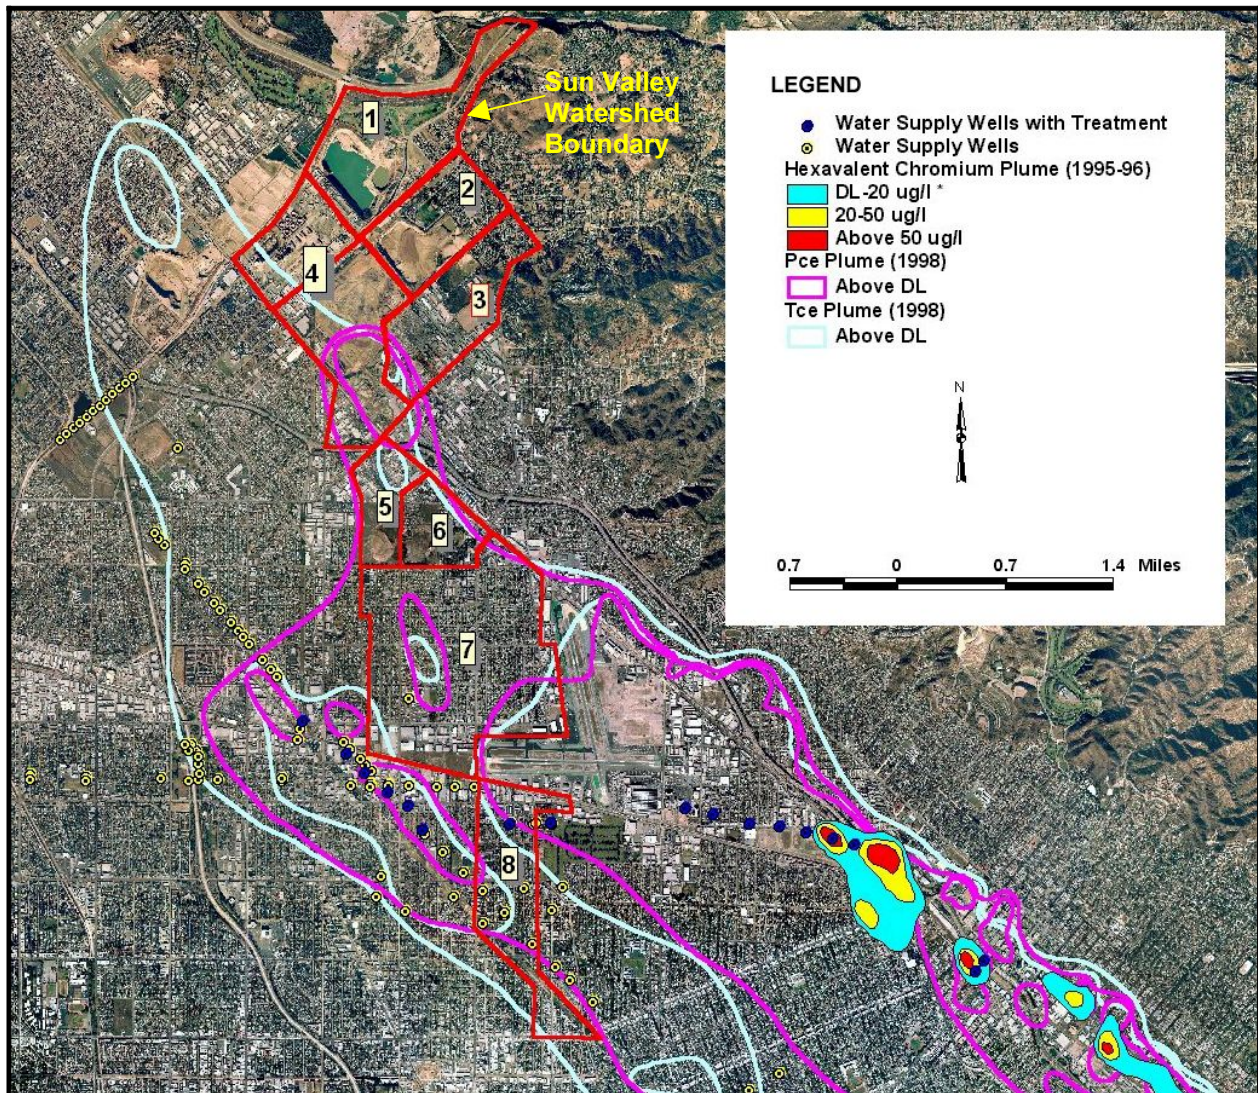 1
Sun Valley
Watershed
Boundary
2
4
3
5
6
7
8
LEGEND
Water Supply Wells with Treatment
Water Supply Wells
Hexavalent Chromium Plume (1995-96)
DL-20 ug/l *
20-50 ug/l
Above 50 ug/l
Pce Plume (1998)
Above DL
Tce Plume (1998)
Above DL
N
0.7 0 0.7 1.4 Miles